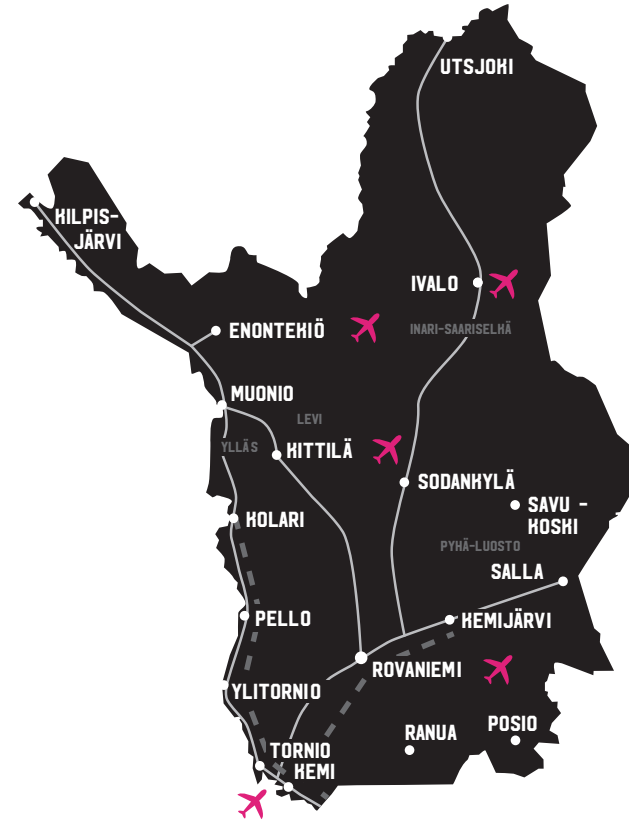 UTSJOKI
KILPIS-
JÄRVI
IVALO
ENONTEKIÖ
INARI-SAARISELKÄ
MUONIO
LEVI
YLLÄS
KITTILÄ
SODANKYLÄ
SAVU -
KOSKI
KOLARI
PYHÄ-LUOSTO
SALLA
PELLO
KEMIJÄRVI
ROVANIEMI
YLITORNIO
POSIO
RANUA
TORNIO
KEMI